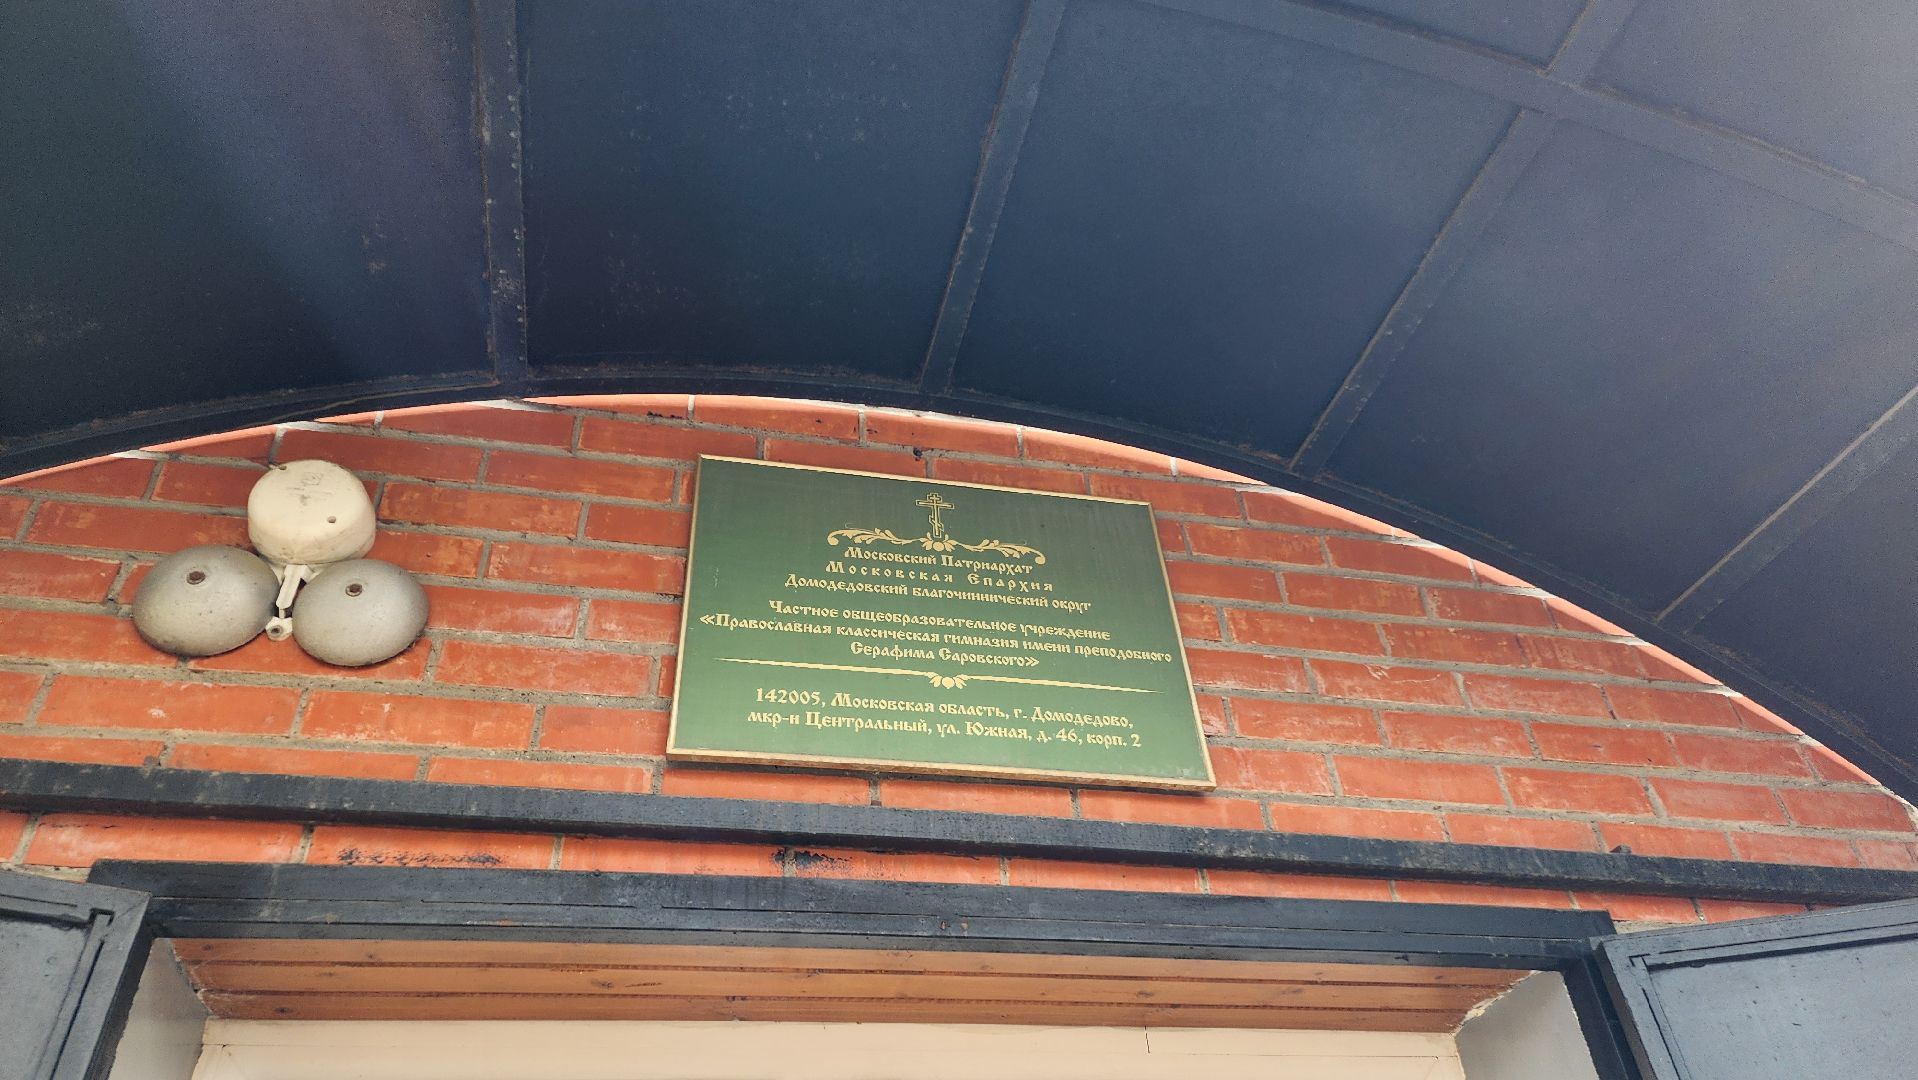 Московский Патриархат
Московская Епархия
Домодедовский благочиннический округ
Частное общеобразовательное учреждение
«Православная классическая гимназия имени преподобного
Серафима Саровского»
142005, Московская область, г. Домодедово,
мкр-н Центральный, ул. Южная, д. 46, корп. 2